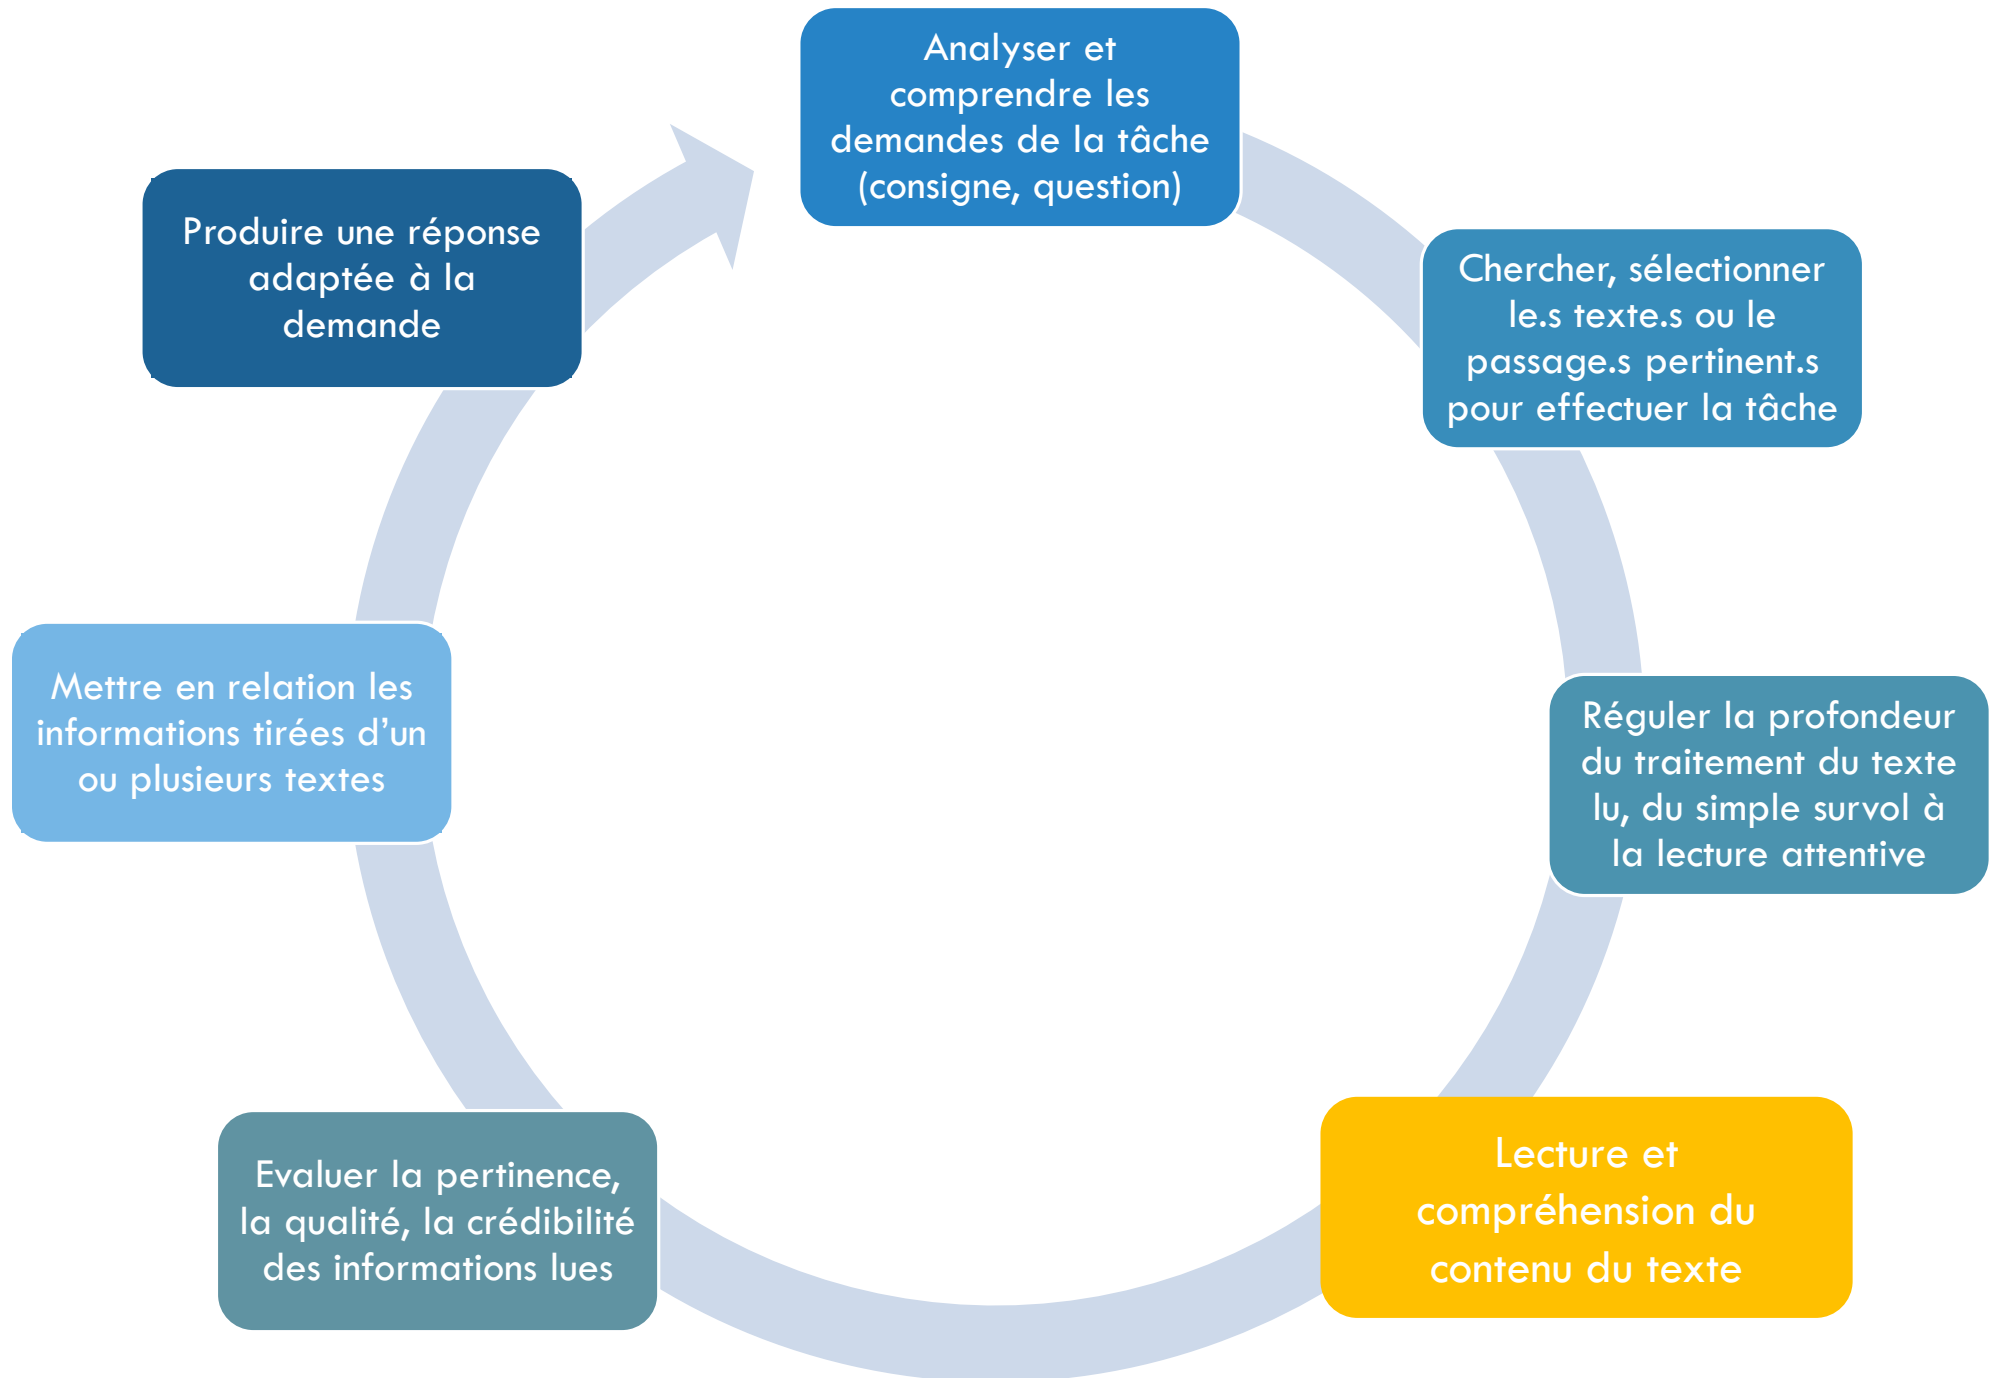 Analyser et
comprendre les
demandes de la tâche
(consigne, question)
Chercher, sélectionner
le.s texte.s ou le
passage.s pertinent.s
pour effectuer la tâche
Réguler la profondeur
du traitement du texte
lu, du simple survol à
la lecture attentive
Lecture et
compréhension du
contenu du texte
Evaluer la pertinence,
la qualité, la crédibilité
des informations lues
Mettre en relation les
informations tirées d’un
ou plusieurs textes
Produire une réponse
adaptée à la
demande